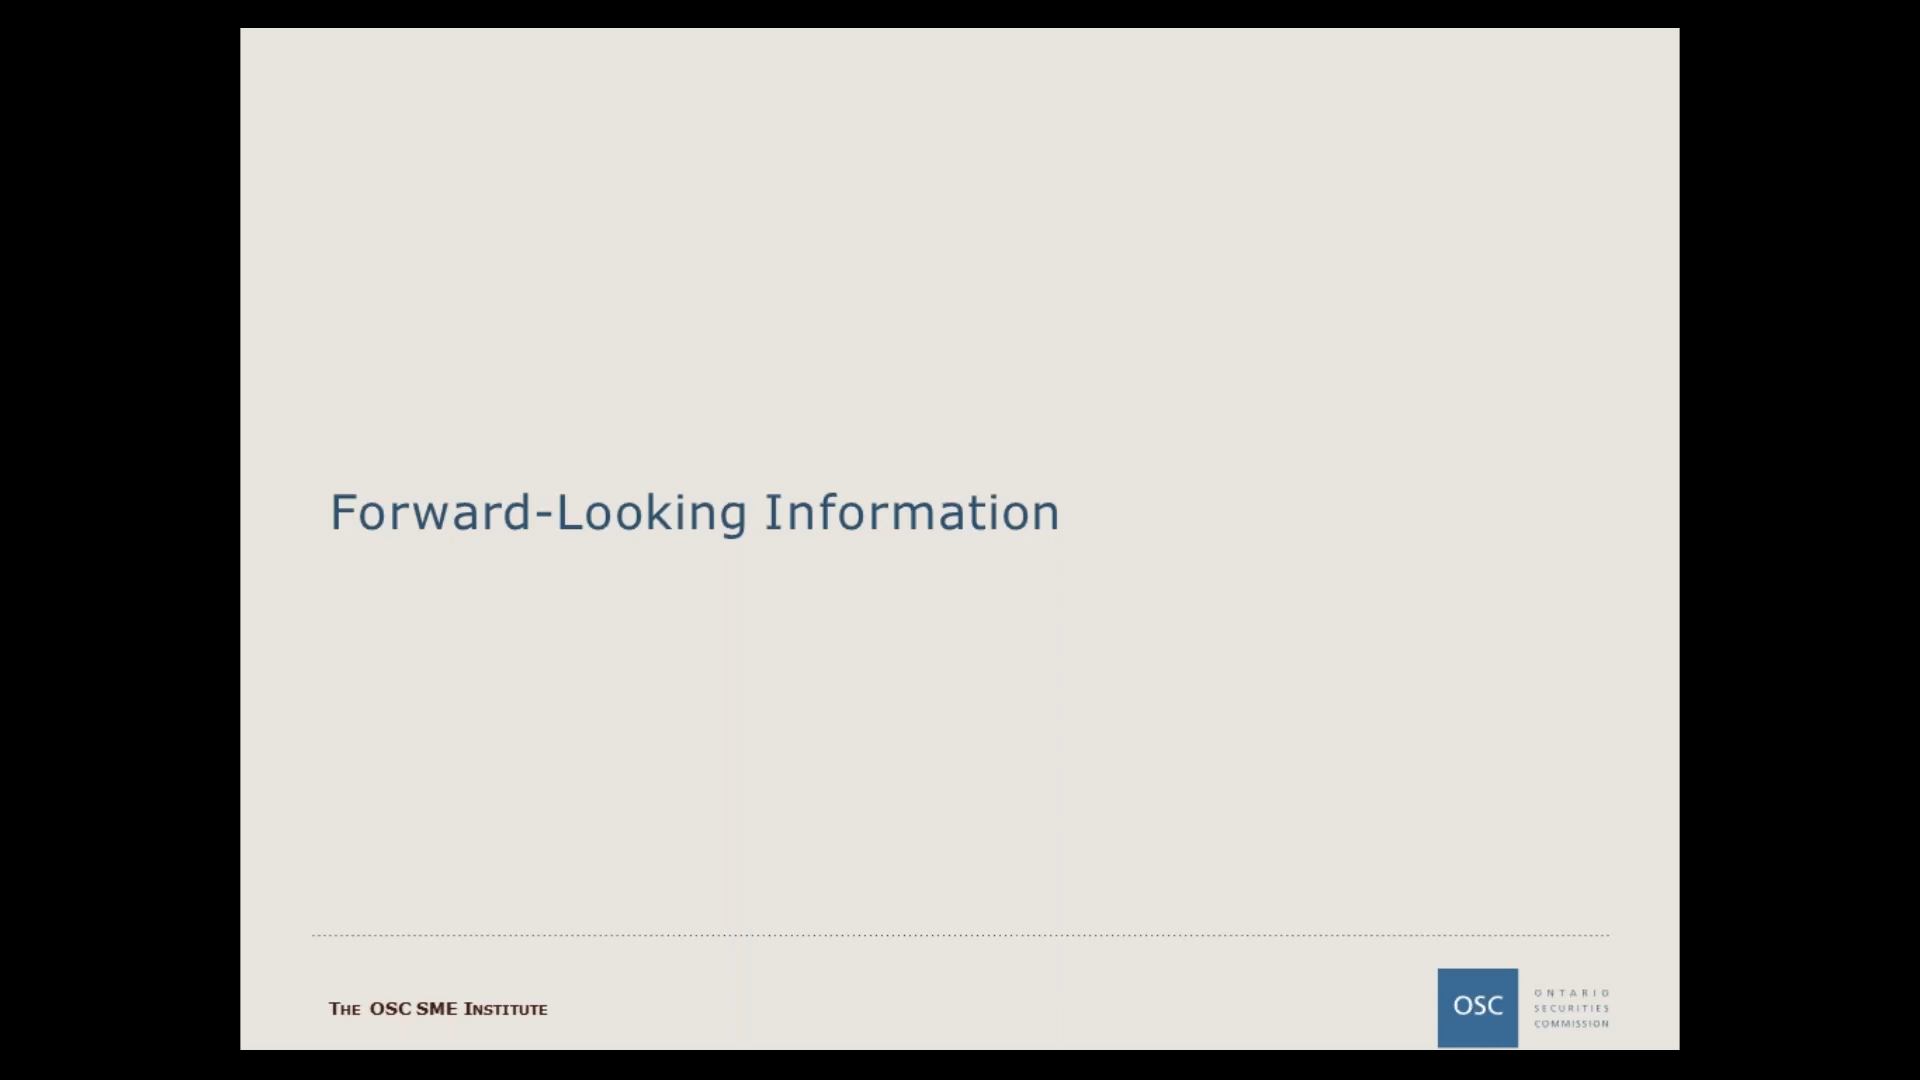 Forward-Looking Information
THE OSC SME INSTITUTE
OSC
ONTARIO
SECURITIES
COMMISSION